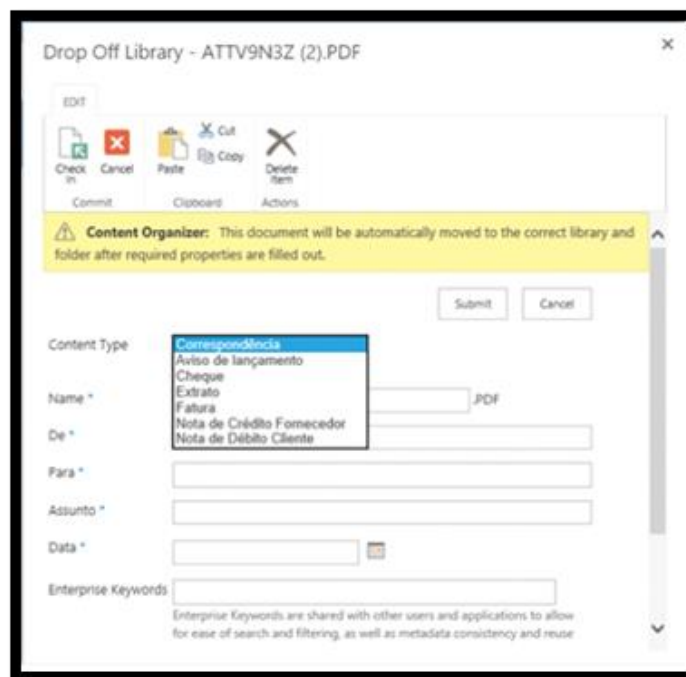 Drop Off Library - ATTV9N3Z (2).PDF
EDIT
Check In
Cancel
Paste
Cut
Copy
Delete Item
Commit
Clipboard
Actions
Content Organizer: This document will be automatically moved to the correct library and
folder after required properties are filled out.
Submit
Cancel
Content Type
Correspondência
Aviso de lançamento
Cheque
Extrato
Fatura
Nota de Crédito Fornecedor
Nota de Débito Cliente
Name *
.PDF
De *
Para *
Assunto *
Data *
Enterprise Keywords
Enterprise Keywords are shared with other users and applications to allow
for ease of search and filtering, as well as metadata consistency and reuse